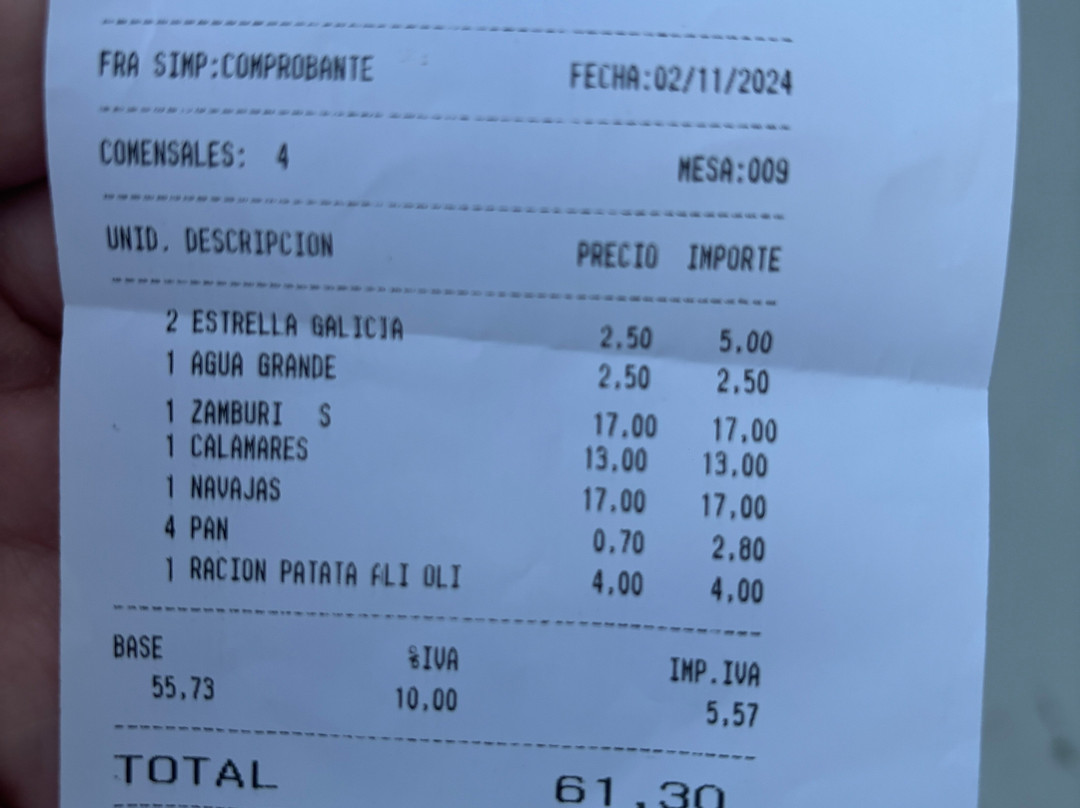 FRA SIMP:COMPROBANTE FECHA:02/11/2024
COMENSALES: 4 MESA:009
UNID. DESCRIPCION PRECIO IMPORTE
2 ESTRELLA GALICIA 2,50 5,00
1 AGUA GRANDE 2,50 2,50
1 ZAMBURI S 17,00 17,00
1 CALAMARES 13,00 13,00
1 NAVAJAS 17,00 17,00
4 PAN 0,70 2,80
1 RACION PATATA ALI OLI 4,00 4,00
BASE %IVA IMP.IVA
55,73 10,00 5,57
TOTAL 61,30